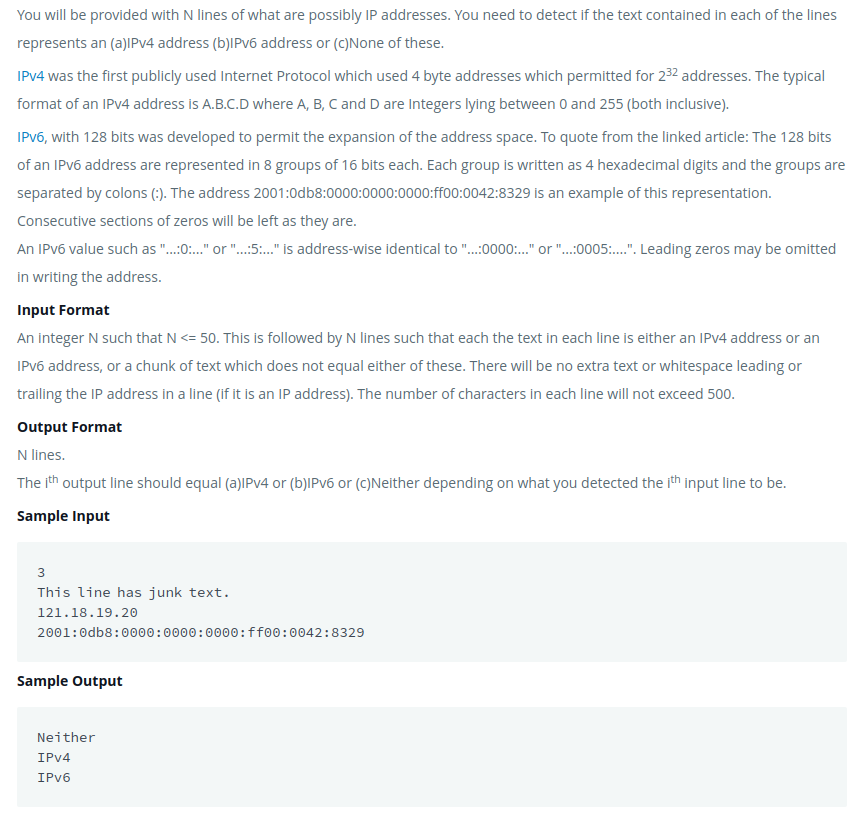 You will be provided with N lines of what are possibly IP addresses. You need to detect if the text contained in each of the lines
represents an (a)IPv4 address (b)IPv6 address or (c)None of these.
IPv4 was the first publicly used Internet Protocol which used 4 byte addresses which permitted for 2³² addresses. The typical
format of an IPv4 address is A.B.C.D where A, B, C and D are Integers lying between 0 and 255 (both inclusive).
IPv6, with 128 bits was developed to permit the expansion of the address space. To quote from the linked article: The 128 bits
of an IPv6 address are represented in 8 groups of 16 bits each. Each group is written as 4 hexadecimal digits and the groups are
separated by colons (:). The address 2001:0db8:0000:0000:0000:ff00:0042:8329 is an example of this representation.
Consecutive sections of zeros will be left as they are.
An IPv6 value such as "...:0:..." or "...:5:..." is address-wise identical to "...:0000:..." or "...:0005:....". Leading zeros may be omitted
in writing the address.
Input Format
An integer N such that N <= 50. This is followed by N lines such that each the text in each line is either an IPv4 address or an
IPv6 address, or a chunk of text which does not equal either of these. There will be no extra text or whitespace leading or
trailing the IP address in a line (if it is an IP address). The number of characters in each line will not exceed 500.
Output Format
N lines.
The iᵗʰ output line should equal (a)IPv4 or (b)IPv6 or (c)Neither depending on what you detected the iᵗʰ input line to be.
Sample Input
3
This line has junk text.
121.18.19.20
2001:0db8:0000:0000:0000:ff00:0042:8329
Sample Output
Neither
IPv4
IPv6